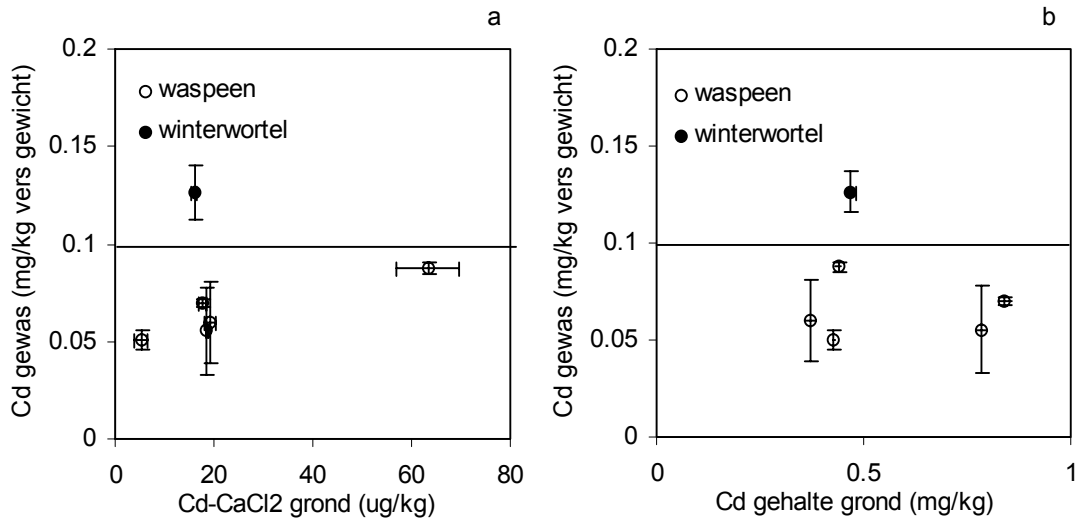 a
0.2
0.15
0.1
0.05
0
Cd gewas (mg/kg vers gewicht)
waspeen
winterwortel
0 20 40 60 80
Cd-CaCl2 grond (ug/kg)
b
0.2
0.15
0.1
0.05
0
Cd gewas (mg/kg vers gewicht)
waspeen
winterwortel
0 0.5 1
Cd gehalte grond (mg/kg)